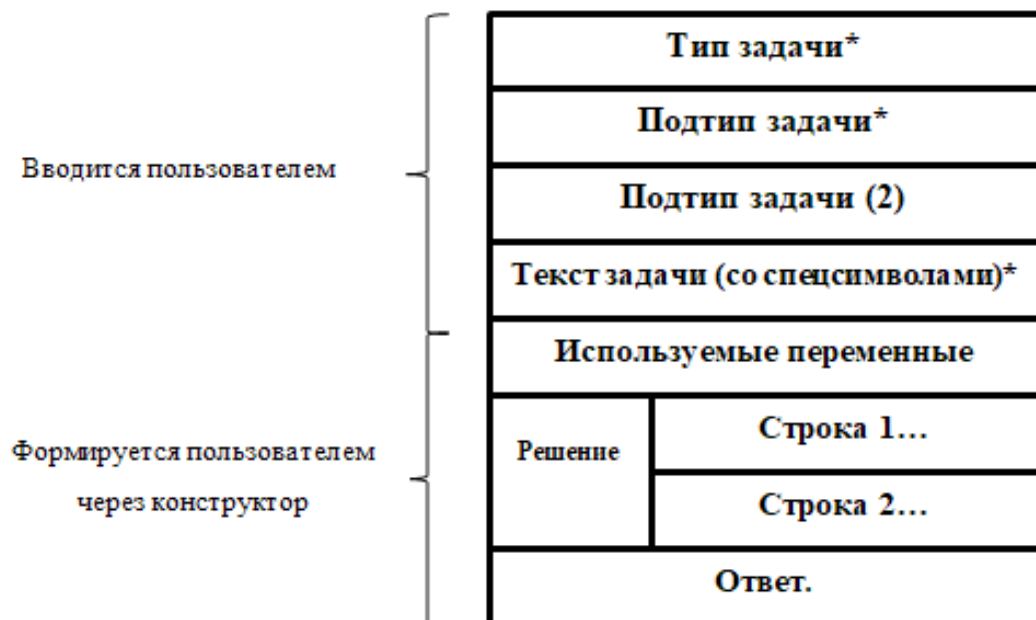 Тип задачи*
Подтип задачи*
Вводится пользователем
Подтип задачи (2)
Текст задачи (со спецсимволами)*
Используемые переменные
Формируется пользователем
через конструктор
Решение
Строка 1...
Строка 2...
Ответ.